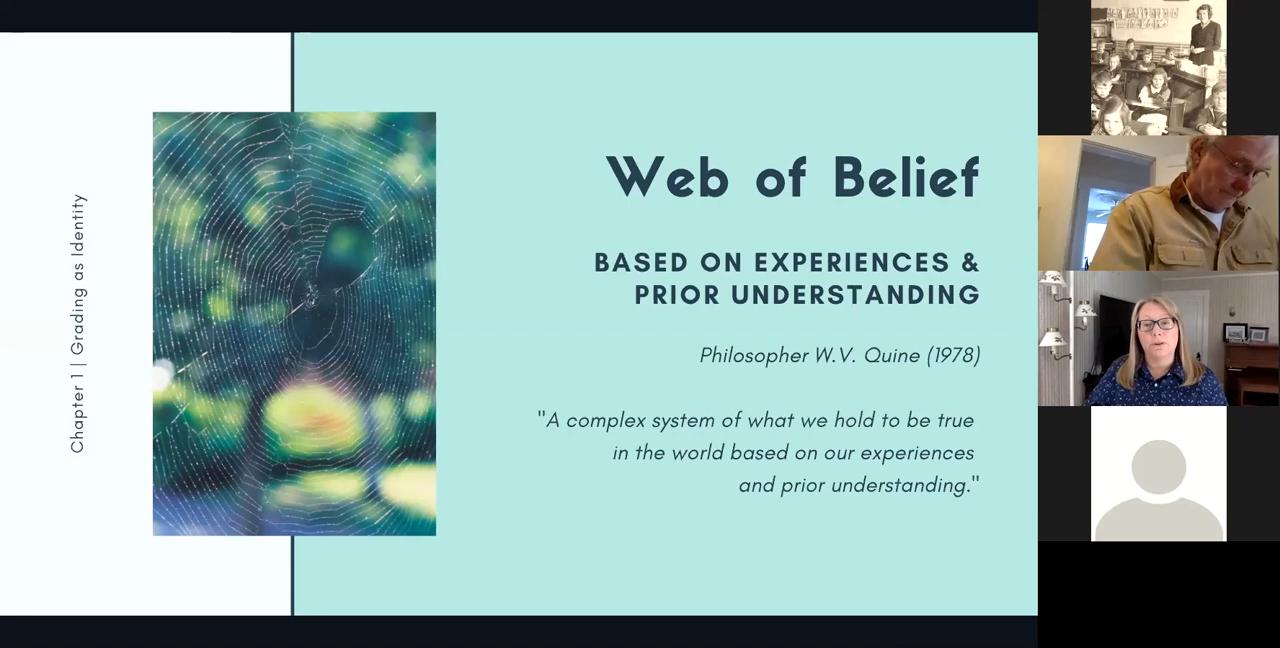 Chapter 1 | Grading as Identity
Web of Belief
BASED ON EXPERIENCES &
PRIOR UNDERSTANDING
Philosopher W.V. Quine (1978)
"A complex system of what we hold to be true
in the world based on our experiences
and prior understanding."